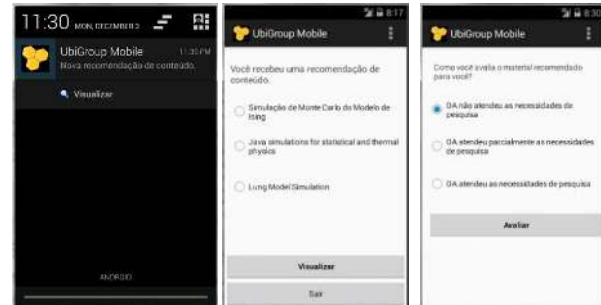 11:30 MON, DECEMBER 2
UbiGroup Mobile 11:30 PM
Nova recomendação de conteúdo.
Visualizar
ANDROID
8:17
UbiGroup Mobile
Você recebeu uma recomendação de
conteúdo.
Simulação de Monte Carlo do Modelo de
Ising
Java simulations for statistical and thermal
physics
Lung Model Simulation
Visualizar
Sair
8:30
UbiGroup Mobile
Como você avalia o material recomendado
para você?
OA não atendeu as necessidades de
pesquisa
OA atendeu parcialmente as necessidades
de pesquisa
OA atendeu as necessidades de pesquisa
Avaliar